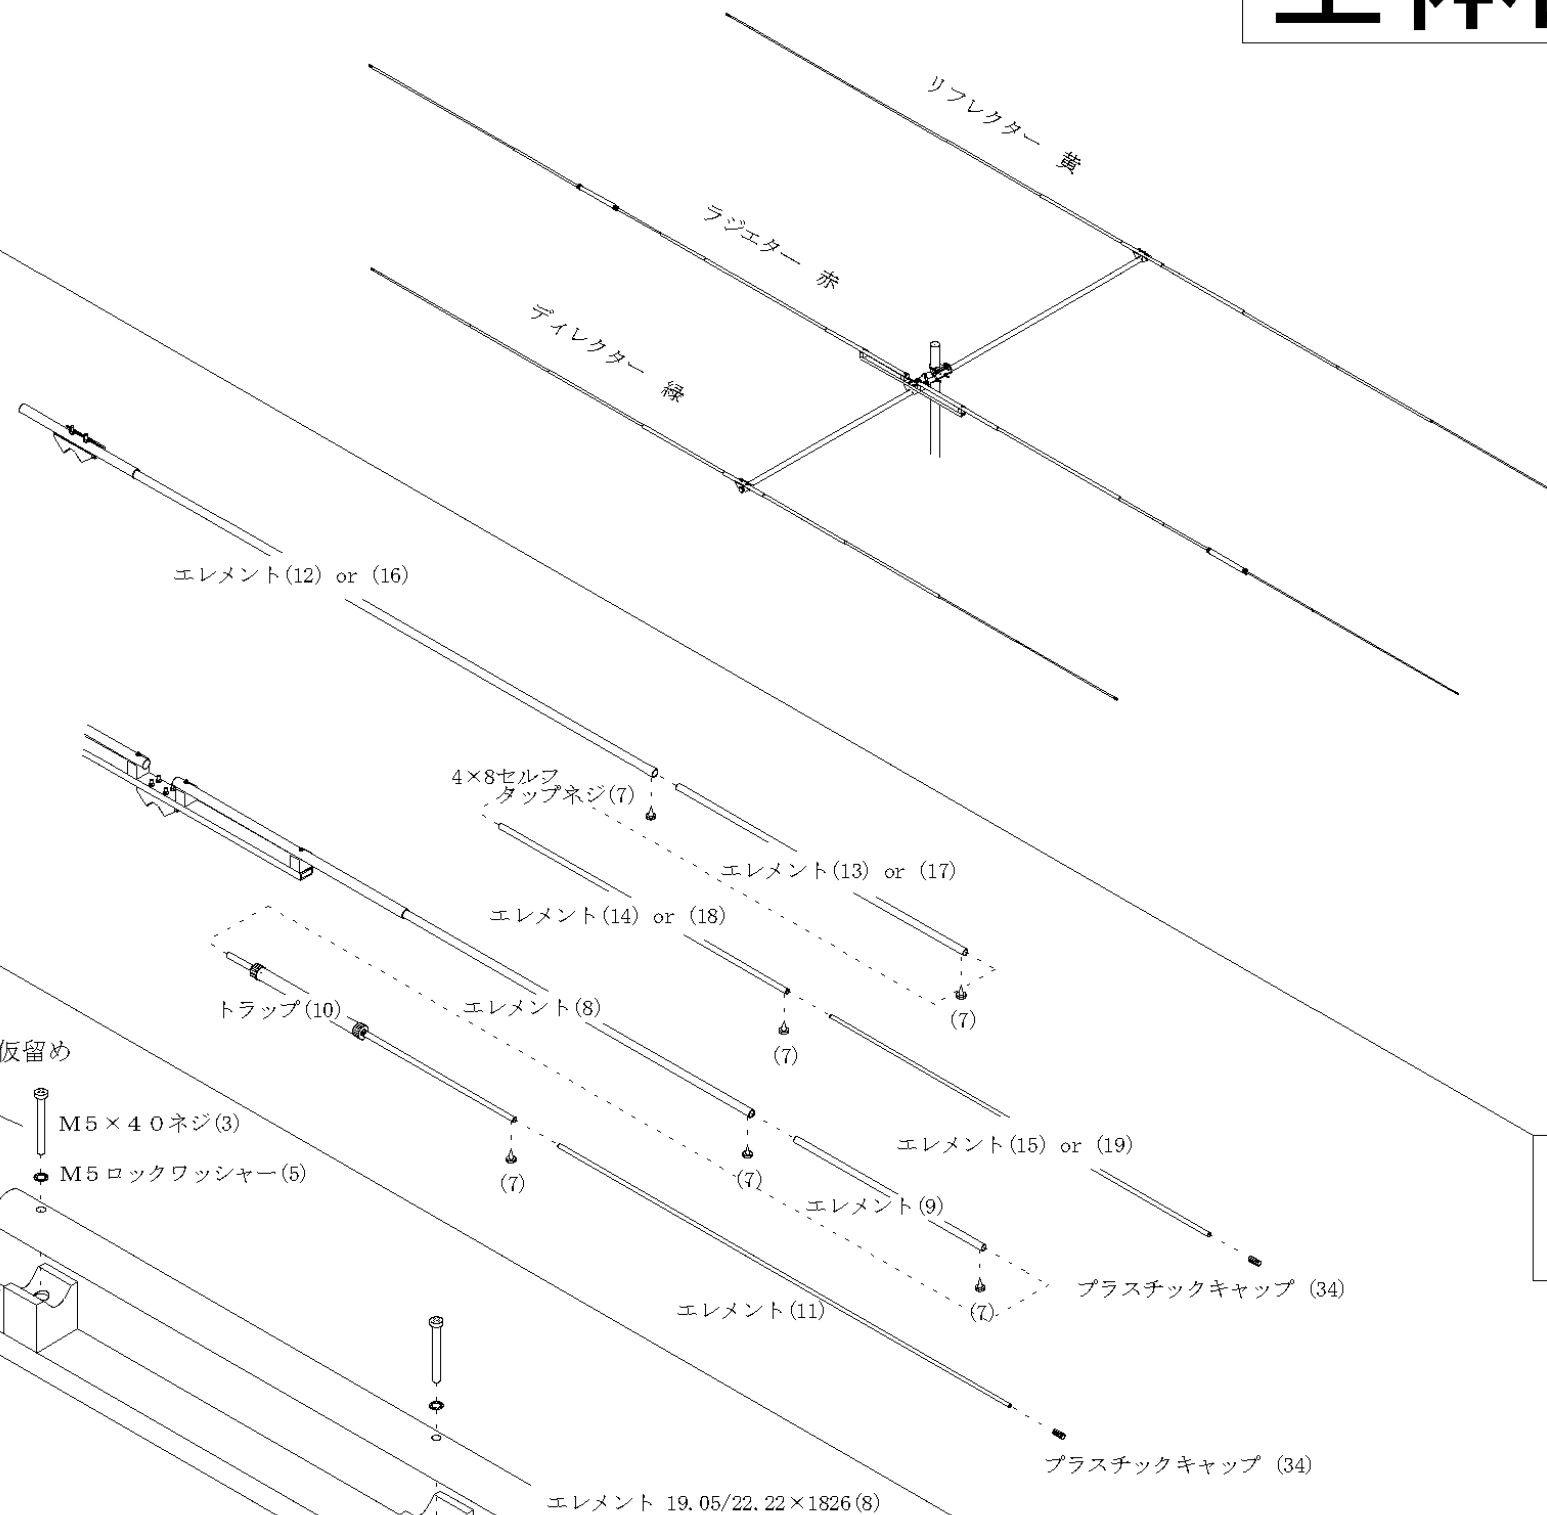 リフレクター 黄
ラジエター 赤
ディレクター 緑
エレメント(12) or (16)
4×8セルフ
タップネジ(7)
エレメント(13) or (17)
エレメント(14) or (18)
トラップ(10)
エレメント(8)
(7)
(7)
仮留め
M5×40ネジ(3)
エレメント(15) or (19)
M5ロックワッシャー(5)
(7)
(7)
エレメント(9)
プラスチックキャップ (34)
エレメント(11)
(7)
プラスチックキャップ (34)
エレメント 19.05/22.22×1826(8)